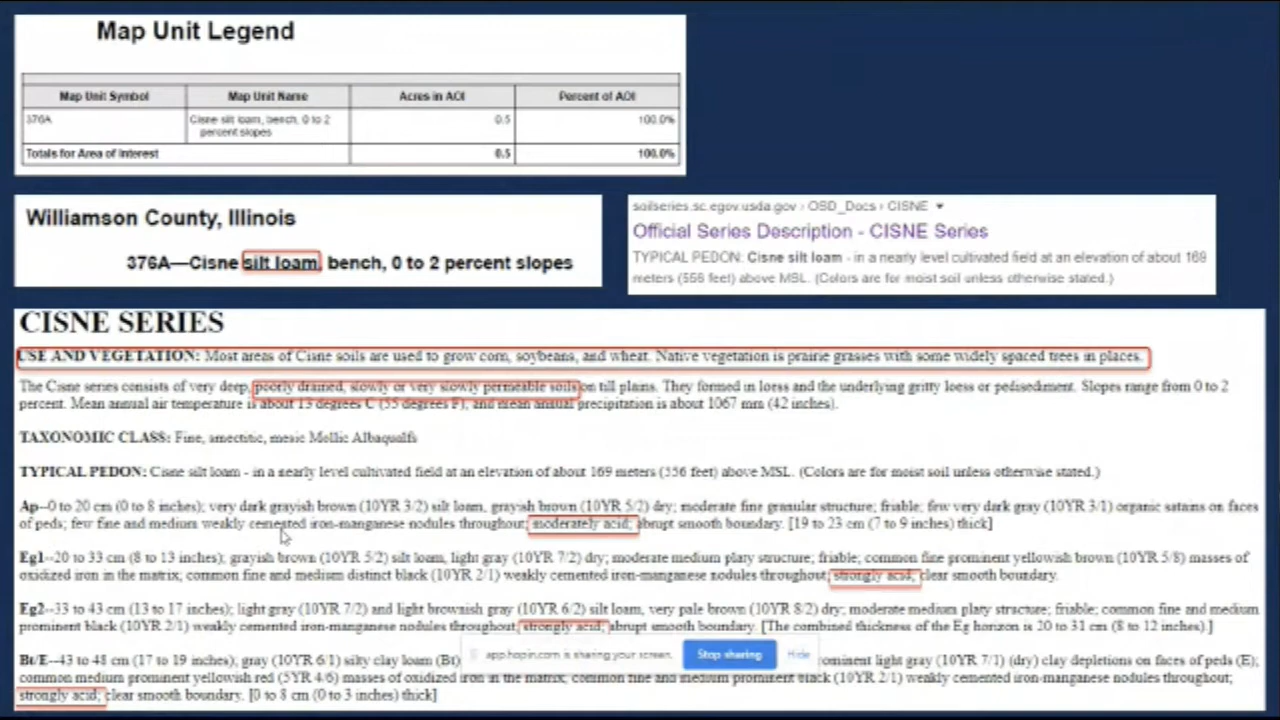 Map Unit Legend
Map Unit Symbol Map Unit Name Acres in AOI Percent of AOI
376A Cisne silt loam, bench, 0 to 2 0.5 100.0%
percent slopes
Totals for Area of Interest 0.5 100.0%
Williamson County, Illinois
376A—Cisne silt loam, bench, 0 to 2 percent slopes
soilseries.sc.egov.usda.gov › OSD_Docs › CISNE
Official Series Description - CISNE Series
TYPICAL PEDON: Cisne silt loam - in a nearly level cultivated field at an elevation of about 169
meters (556 feet) above MSL. (Colors are for moist soil unless otherwise stated.)
CISNE SERIES
USE AND VEGETATION: Most areas of Cisne soils are used to grow corn, soybeans, and wheat. Native vegetation is prairie grasses with some widely spaced trees in places.
The Cisne series consists of very deep, poorly drained, slowly or very slowly permeable soils on till plains. They formed in loess and the underlying gritty loess or pedisediment. Slopes range from 0 to 2
percent. Mean annual air temperature is about 13 degrees C (55 degrees F), and mean annual precipitation is about 1067 mm (42 inches).
TAXONOMIC CLASS: Fine, smectitic, mesic Mollic Albaqualfs
TYPICAL PEDON: Cisne silt loam - in a nearly level cultivated field at an elevation of about 169 meters (556 feet) above MSL. (Colors are for moist soil unless otherwise stated.)
Ap--0 to 20 cm (0 to 8 inches); very dark grayish brown (10YR 3/2) silt loam, grayish brown (10YR 5/2) dry; moderate fine granular structure; friable; few very dark gray (10YR 3/1) organic stains on faces
of peds; few fine and medium weakly cemented iron-manganese nodules throughout; moderately acid; abrupt smooth boundary. [19 to 23 cm (7 to 9 inches) thick]
Eg1--20 to 33 cm (8 to 13 inches); grayish brown (10YR 5/2) silt loam, light gray (10YR 7/2) dry; moderate medium platy structure; friable; common fine prominent yellowish brown (10YR 5/8) masses of
oxidized iron in the matrix; common fine and medium distinct black (10YR 2/1) weakly cemented iron-manganese nodules throughout; strongly acid; clear smooth boundary.
Eg2--33 to 43 cm (13 to 17 inches); light gray (10YR 7/2) and light brownish gray (10YR 6/2) silt loam, very pale brown (10YR 8/2) dry; moderate medium platy structure; friable; common fine and medium
prominent black (10YR 2/1) weakly cemented iron-manganese nodules throughout; strongly acid; abrupt smooth boundary. [The combined thickness of the Eg horizon is 20 to 31 cm (8 to 12 inches).]
Bt/E--43 to 48 cm (17 to 19 inches); gray (10YR 6/1) silty clay loam (Bt) prominent light gray (10YR 7/1) (dry) clay depletions on faces of peds (E);
app.hopin.com is sharing your screen. Stop sharing Hide
common medium prominent yellowish red (5YR 4/6) masses of oxidized iron in the matrix; common fine and medium prominent black (10YR 2/1) weakly cemented iron-manganese nodules throughout;
strongly acid; clear smooth boundary. [0 to 8 cm (0 to 3 inches) thick]